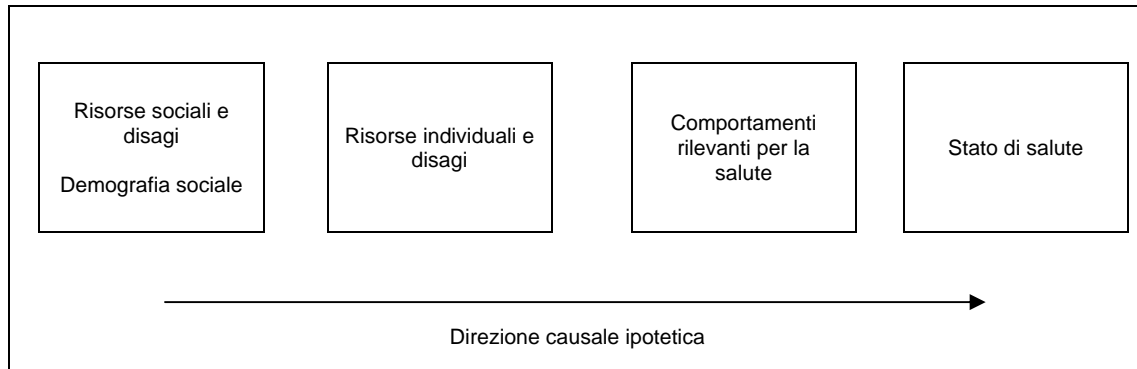 Risorse sociali e
disagi
Demografia sociale
Risorse individuali e
disagi
Comportamenti
rilevanti per la
salute
Stato di salute
Direzione causale ipotetica